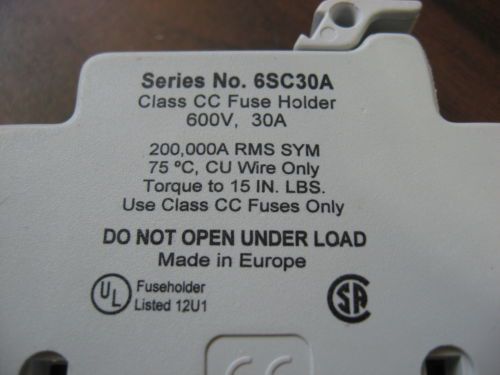 Series No. 6SC30A
Class CC Fuse Holder
600V, 30A
200,000A RMS SYM
75 ºC, CU Wire Only
Torque to 15 IN. LBS.
Use Class CC Fuses Only
DO NOT OPEN UNDER LOAD
Made in Europe
UL Fuseholder
Listed 12U1
SA
CC